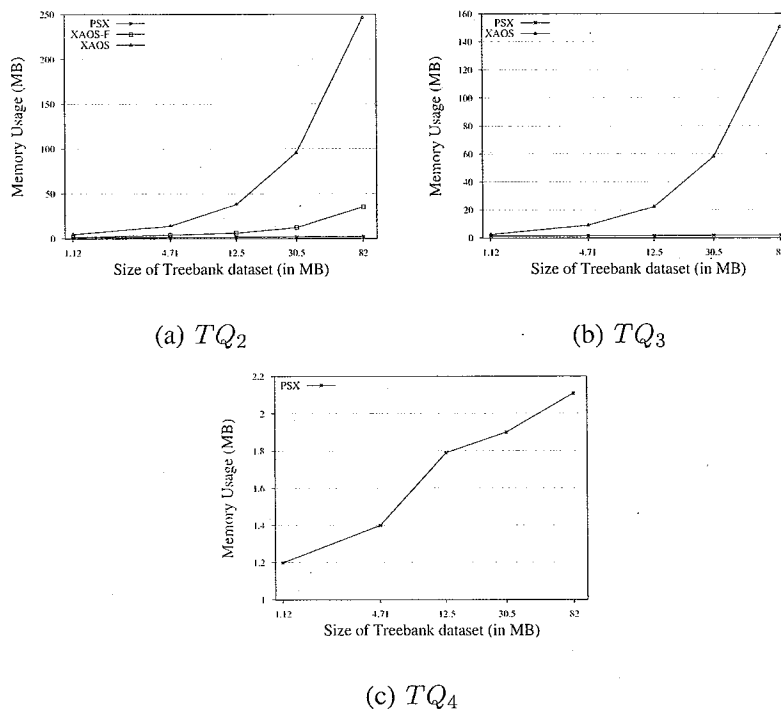 PSX
XAOS-F
XAOS
250
200
150
100
50
0
Memory Usage (MB)
1.12 4.71 12.5 30.5 82
Size of Treebank dataset (in MB)
(a) TQ2
PSX
XAOS
160
140
120
100
80
60
40
20
0
Memory Usage (MB)
1.12 4.71 12.5 30.5 8
Size of Treebank dataset (in MB)
(b) TQ3
PSX
2.2
2
1.8
1.6
1.4
1.2
1
Memory Usage (MB)
1.12 4.71 12.5 30.5 82
Size of Treebank dataset (in MB)
(c) TQ4